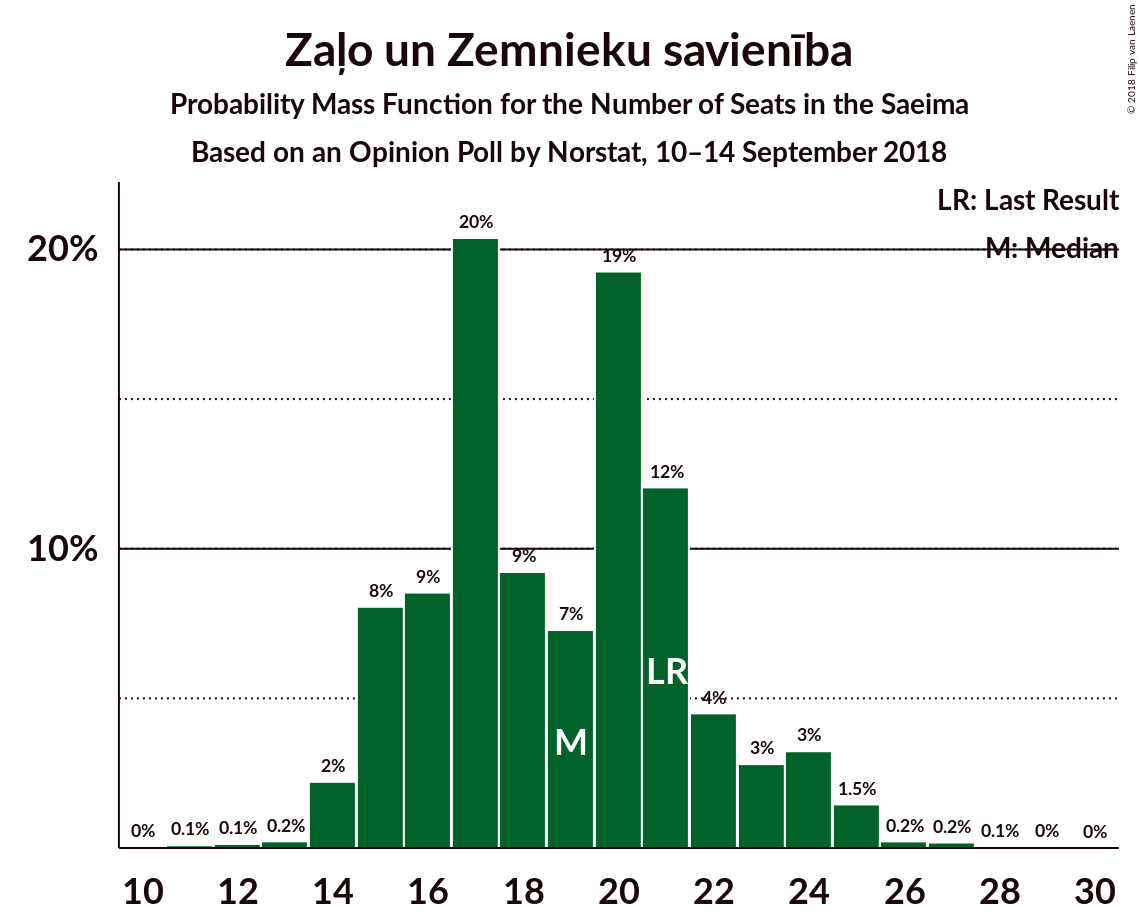 Zaļo un Zemnieku savienība
Probability Mass Function for the Number of Seats in the Saeima
Based on an Opinion Poll by Norstat, 10–14 September 2018
© 2018 Filip van Laenen
LR: Last Result
M: Median
20%
10%
0%
0.1%
0.1%
0.2%
2%
8%
9%
20%
9%
7%
19%
12%
4%
3%
3%
1.5%
0.2%
0.2%
0.1%
0%
0%
M
LR
10 12 14 16 18 20 22 24 26 28 30